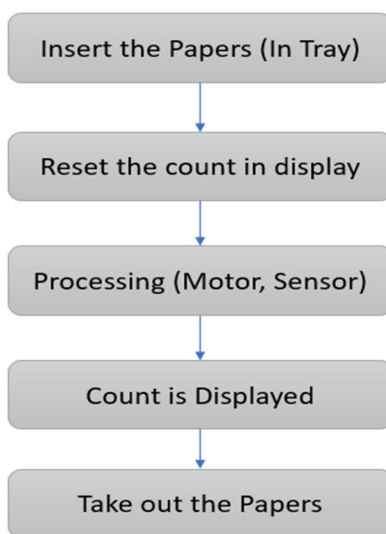 Insert the Papers (In Tray)
Reset the count in display
Processing (Motor, Sensor)
Count is Displayed
Take out the Papers